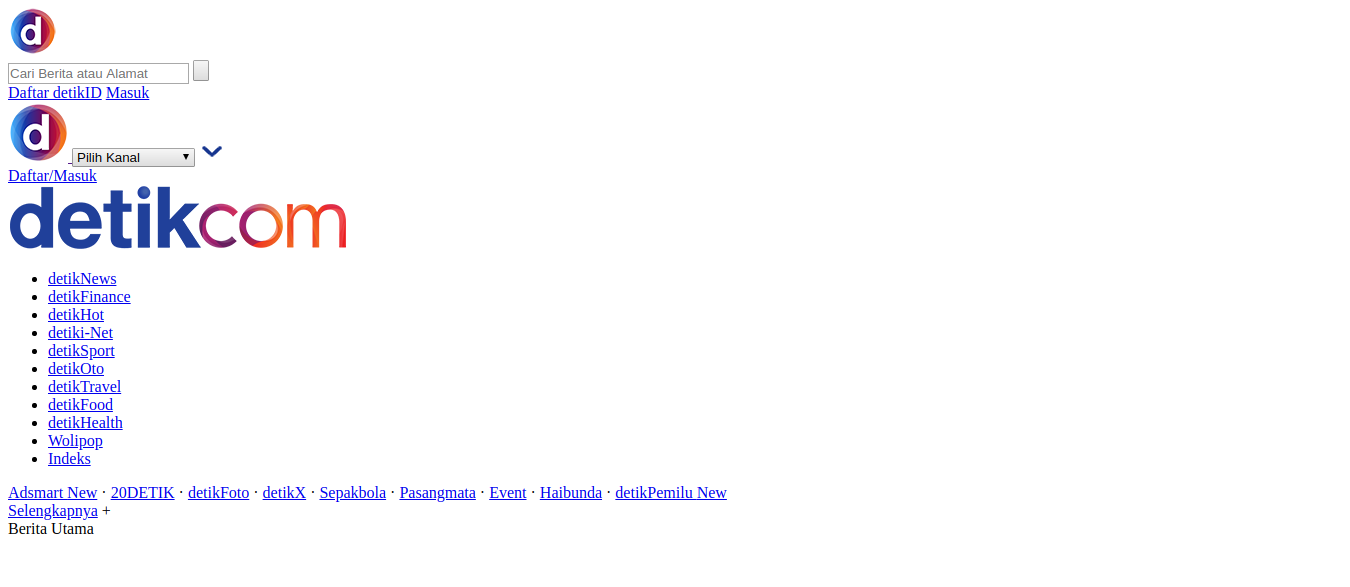 d
Cari Berita atau Alamat
Daftar detikID Masuk
d Pilih Kanal
Daftar/Masuk
detikcom
detikNews
detikFinance
detikHot
detiki-Net
detikSport
detikOto
detikTravel
detikFood
detikHealth
Wolipop
Indeks
Adsmart New · 20DETIK · detikFoto · detikX · Sepakbola · Pasangmata · Event · Haibunda · detikPemilu New
Selengkapnya +
Berita Utama